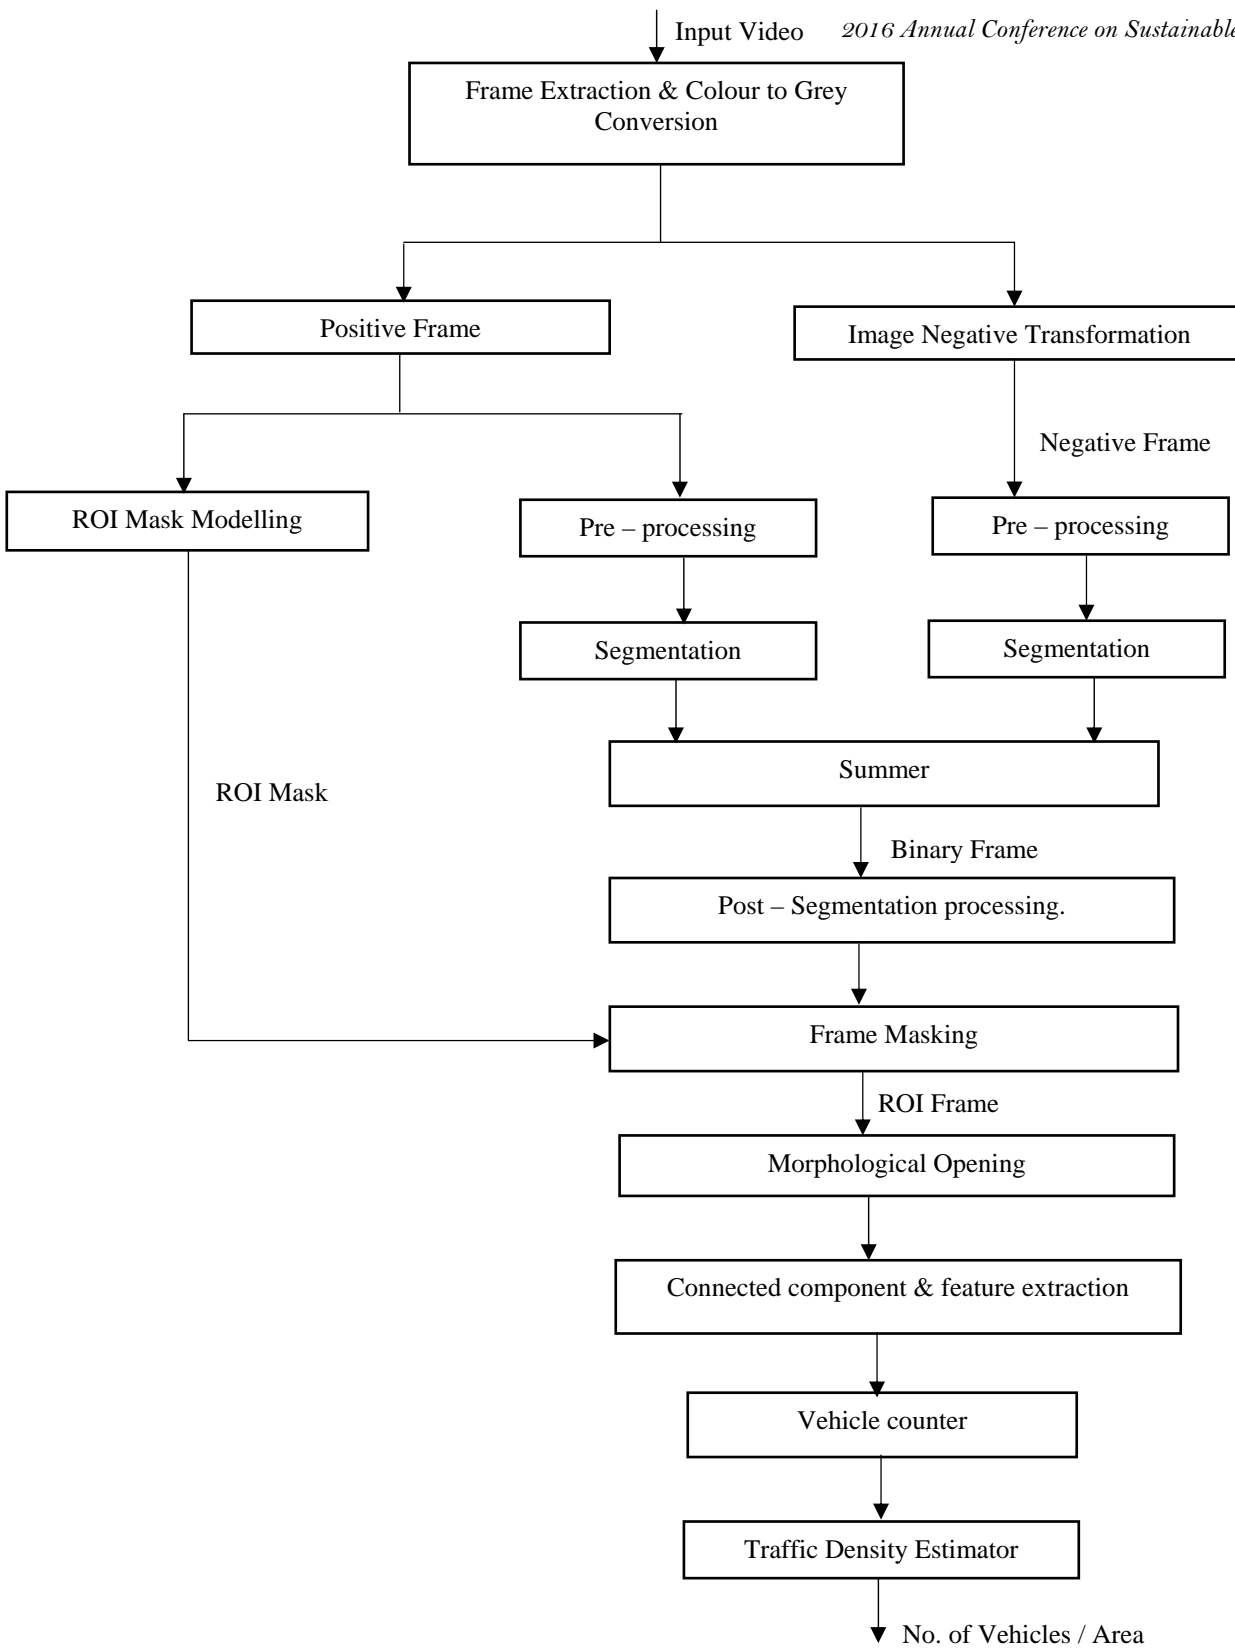 Input Video
2016 Annual Conference on Sustainable
Frame Extraction & Colour to Grey
Conversion
Positive Frame
Image Negative Transformation
Negative Frame
ROI Mask Modelling
Pre – processing
Pre – processing
Segmentation
Segmentation
Summer
ROI Mask
Binary Frame
Post – Segmentation processing.
Frame Masking
ROI Frame
Morphological Opening
Connected component & feature extraction
Vehicle counter
Traffic Density Estimator
No. of Vehicles / Area